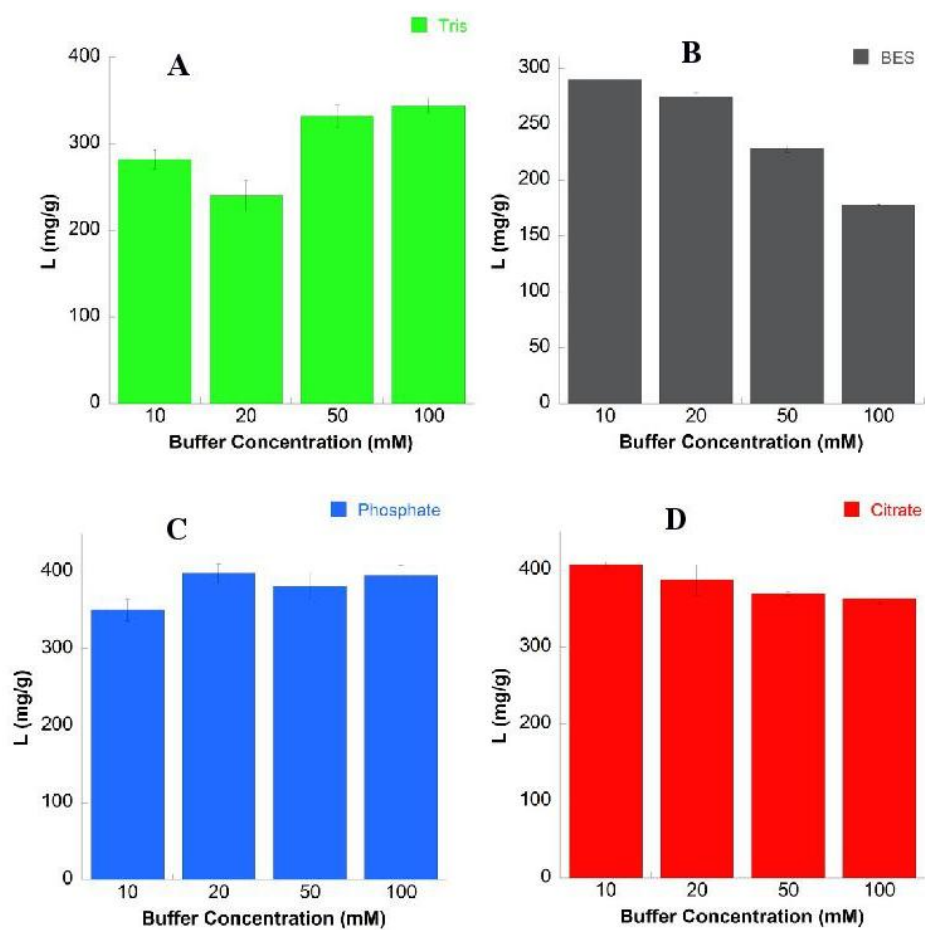 Tris
A
400
300
200
100
0
L (mg/g)
10 20 50 100
Buffer Concentration (mM)
BES
B
300
250
200
150
100
50
0
L (mg/g)
10 20 50 100
Buffer Concentration (mM)
Phosphate
C
400
300
200
100
0
L (mg/g)
10 20 50 100
Buffer Concentration (mM)
Citrate
D
400
300
200
100
0
L (mg/g)
10 20 50 100
Buffer Concentration (mM)